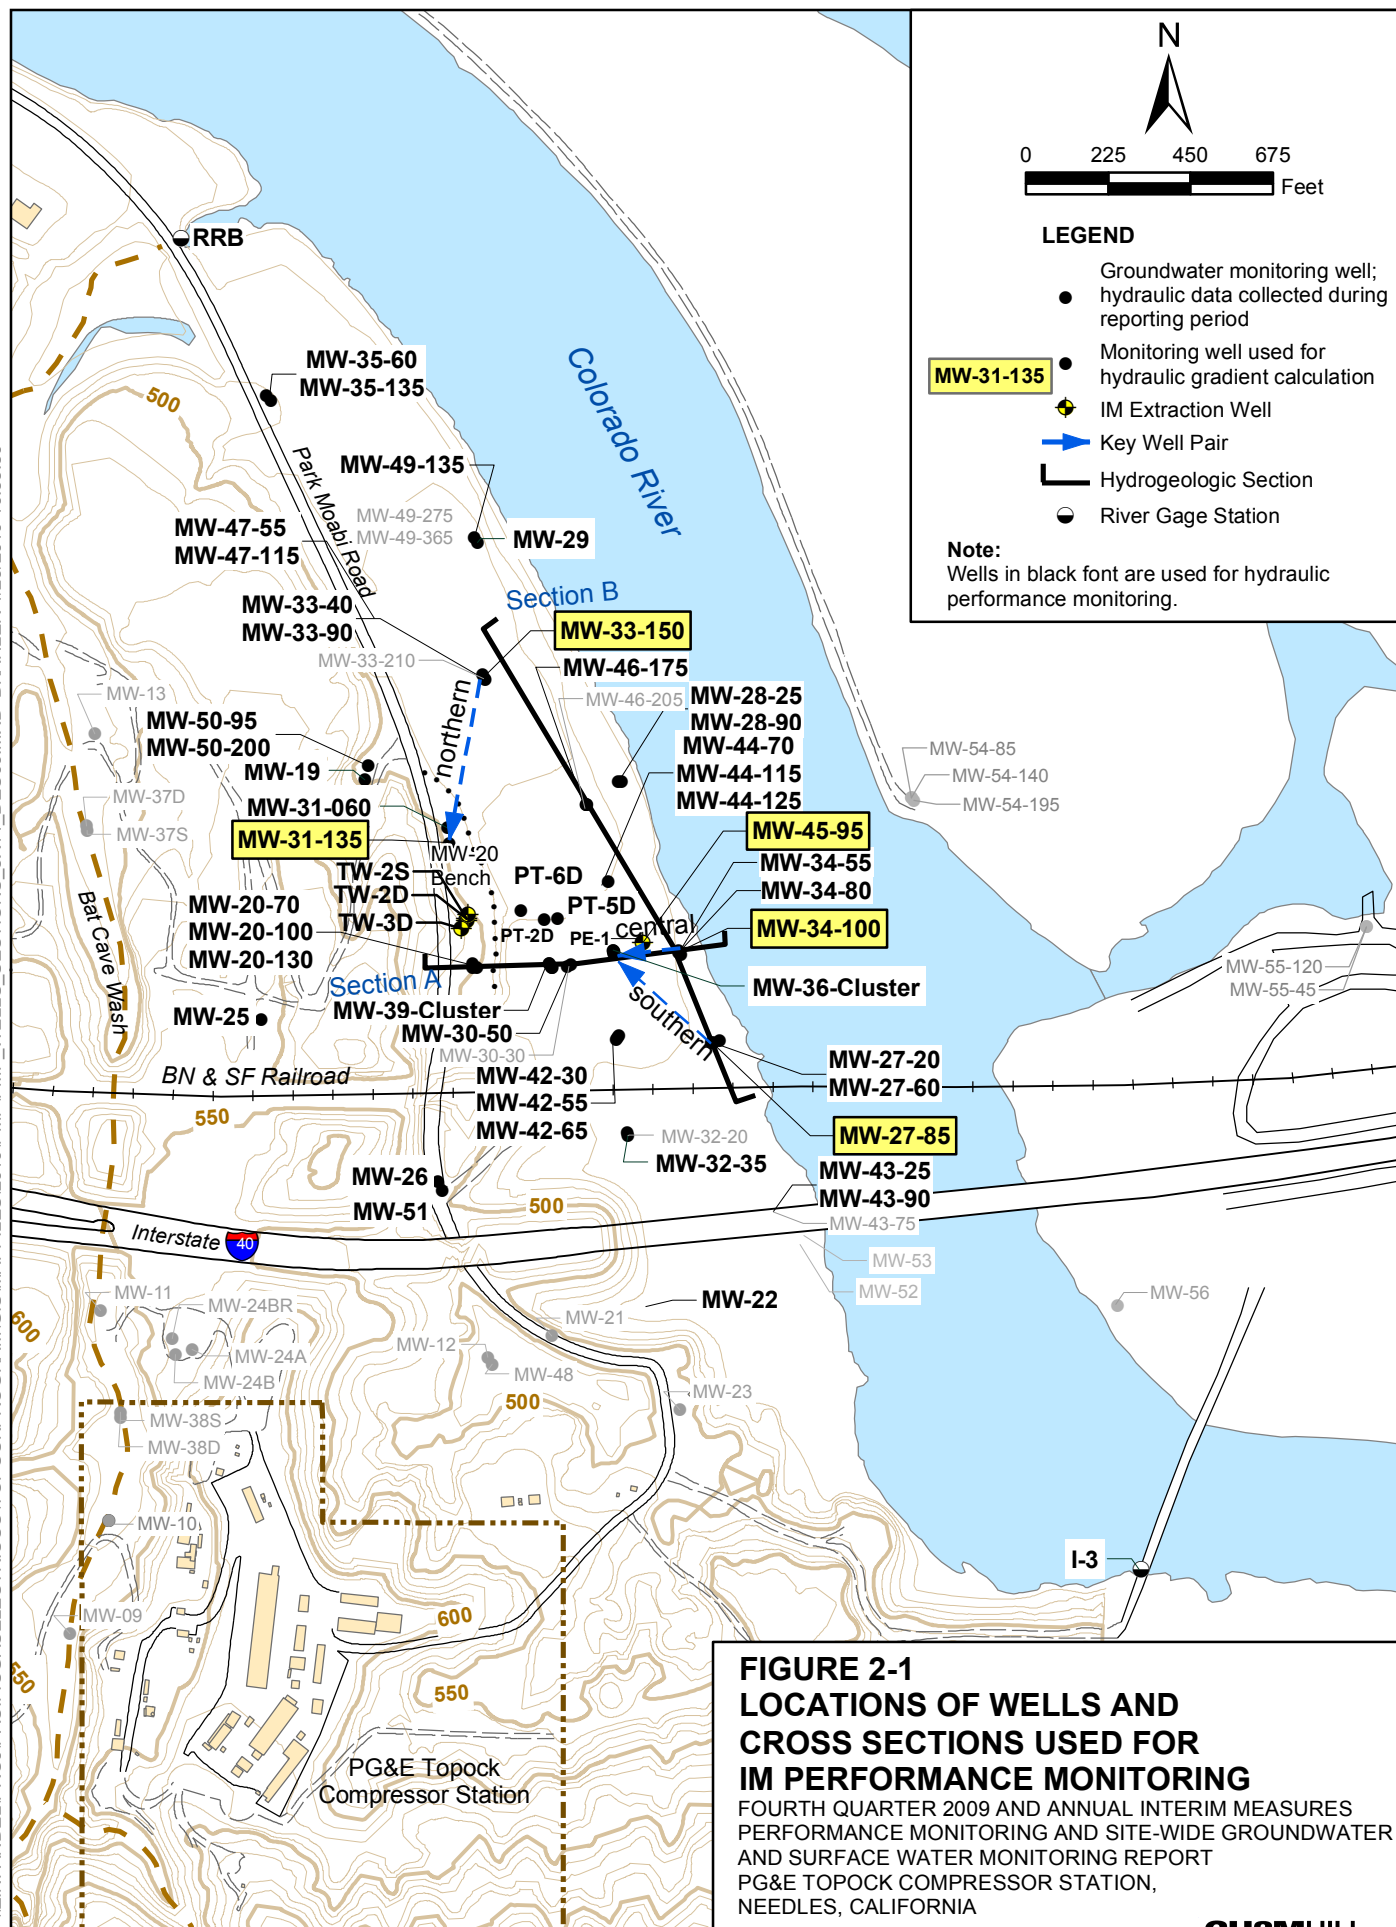 N
0 225 450 675
Feet
LEGEND
Groundwater monitoring well;
hydraulic data collected during
reporting period
MW-31-135
Monitoring well used for
hydraulic gradient calculation
IM Extraction Well
Key Well Pair
Hydrogeologic Section
River Gage Station
Note:
Wells in black font are used for hydraulic
performance monitoring.
RRB
MW-35-60
MW-35-135
500
Colorado River
Park Moabi Road
MW-49-135
MW-49-275
MW-49-365
MW-29
MW-47-55
MW-47-115
Section B
MW-33-40
MW-33-90
MW-33-150
MW-33-210
MW-46-175
MW-46-205
MW-28-25
MW-28-90
MW-13
northern
MW-50-95
MW-50-200
MW-19
MW-44-70
MW-44-115
MW-44-125
MW-54-85
MW-54-140
MW-54-195
MW-37D
MW-37S
MW-31-060
MW-31-135
MW-20
Bench
MW-45-95
MW-34-55
MW-34-80
TW-2S
TW-2D
TW-3D
PT-6D
PT-5D
PT-2D
PE-1
central
MW-34-100
MW-20-70
MW-20-100
MW-20-130
Bat Cave Wash
Section A
MW-36-Cluster
MW-55-120
MW-55-45
MW-39-Cluster
MW-25
MW-30-50
MW-30-30
southern
BN & SF Railroad
MW-27-20
MW-27-60
MW-42-30
MW-42-55
MW-42-65
550
MW-27-85
MW-32-20
MW-32-35
MW-26
MW-51
MW-43-25
MW-43-90
MW-43-75
500
Interstate 40
MW-53
MW-52
MW-22
MW-56
MW-11
600
MW-24BR
MW-24A
MW-24B
MW-21
MW-12
MW-48
500
MW-23
MW-38S
MW-38D
MW-10
I-3
MW-09
600
550
550
PG&E Topock
Compressor Station
FIGURE 2-1
LOCATIONS OF WELLS AND
CROSS SECTIONS USED FOR
IM PERFORMANCE MONITORING
FOURTH QUARTER 2009 AND ANNUAL INTERIM MEASURES
PERFORMANCE MONITORING AND SITE-WIDE GROUNDWATER
AND SURFACE WATER MONITORING REPORT
PG&E TOPOCK COMPRESSOR STATION,
NEEDLES, CALIFORNIA